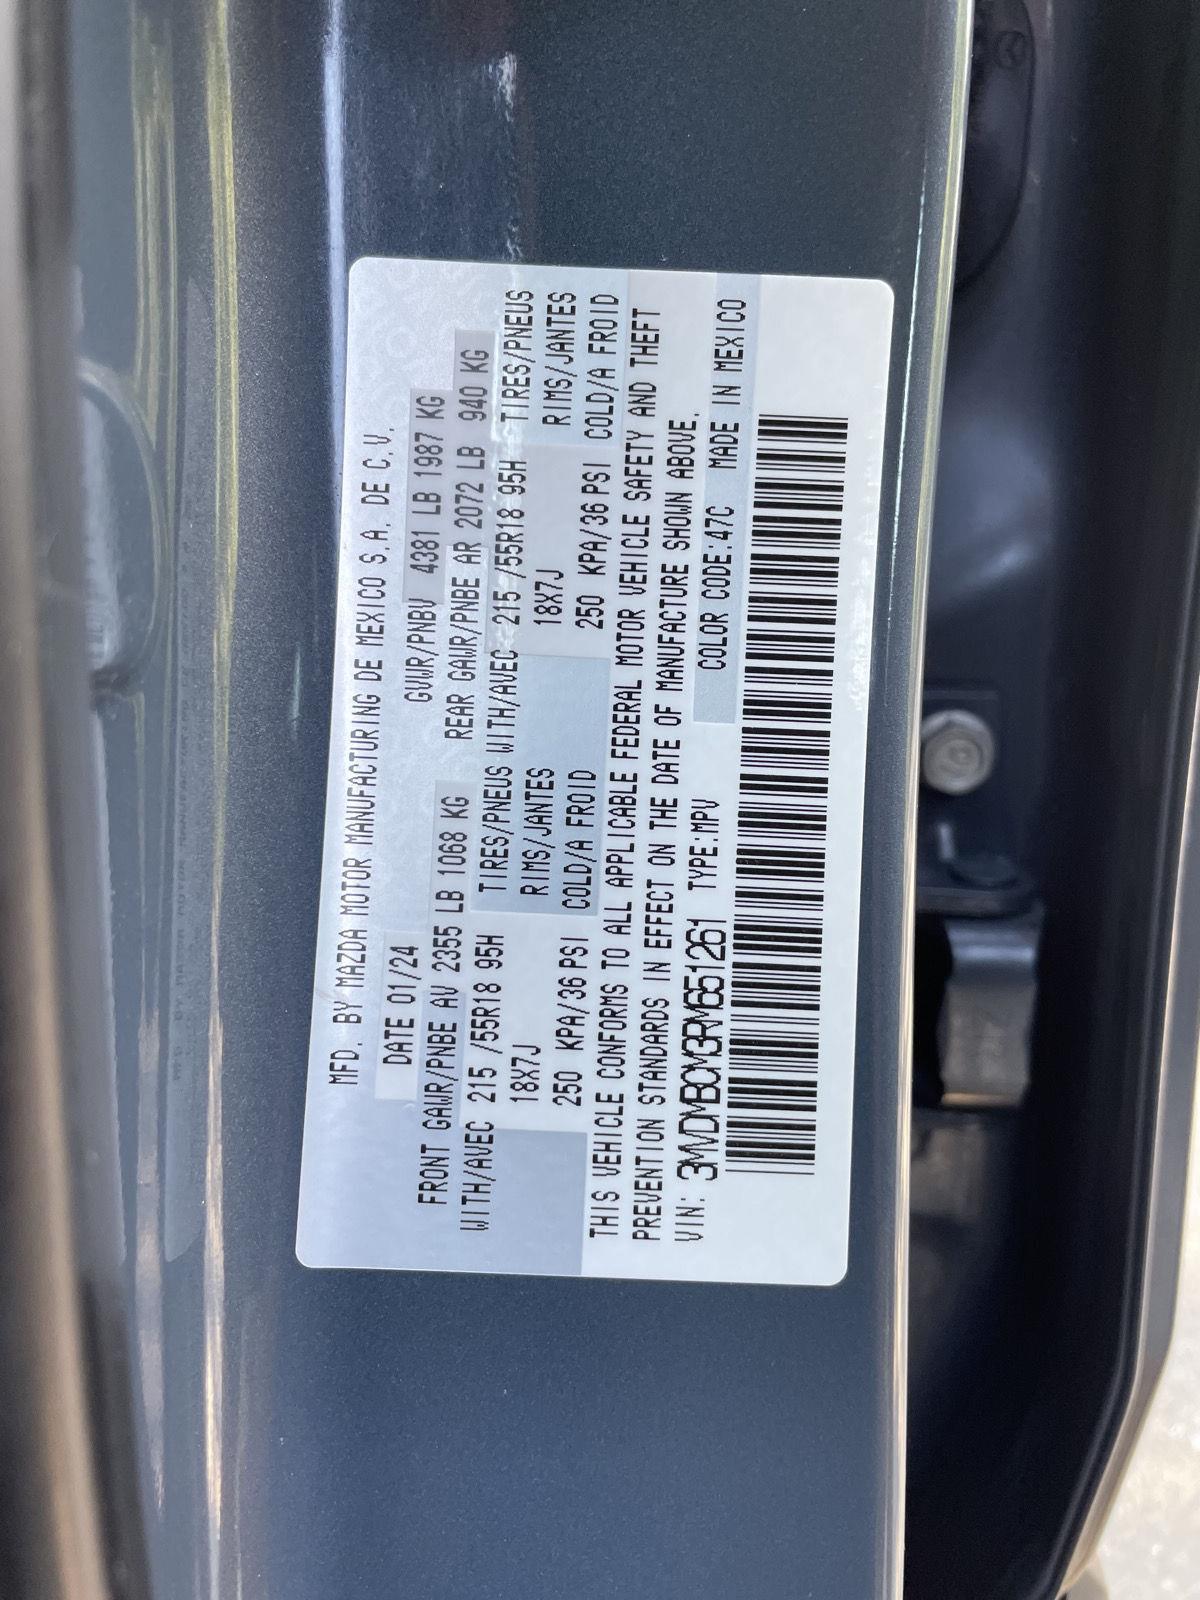 MFD. BY MAZDA MOTOR MANUFACTURING DE MEXICO S.A. DE C.V.
DATE 01/24 GVWR/PNBV 4381 LB 1987 KG
FRONT GAWR/PNBE AV 2355 LB 1068 KG REAR GAWR/PNBE AR 2072 LB 940 KG
WITH/AVEC 215 /55R18 95H TIRES/PNEUS WITH/AVEC 215 /55R18 95H TIRES/PNEUS
18X7J RIMS/JANTES 18X7J RIMS/JANTES
250 KPA/36 PSI COLD/A FROID 250 KPA/36 PSI COLD/A FROID
THIS VEHICLE CONFORMS TO ALL APPLICABLE FEDERAL MOTOR VEHICLE SAFETY AND THEFT
PREVENTION STANDARDS IN EFFECT ON THE DATE OF MANUFACTURE SHOWN ABOVE.
VIN: 3MVDMBCM3RM651261 TYPE:MPV COLOR CODE:47C MADE IN MEXICO